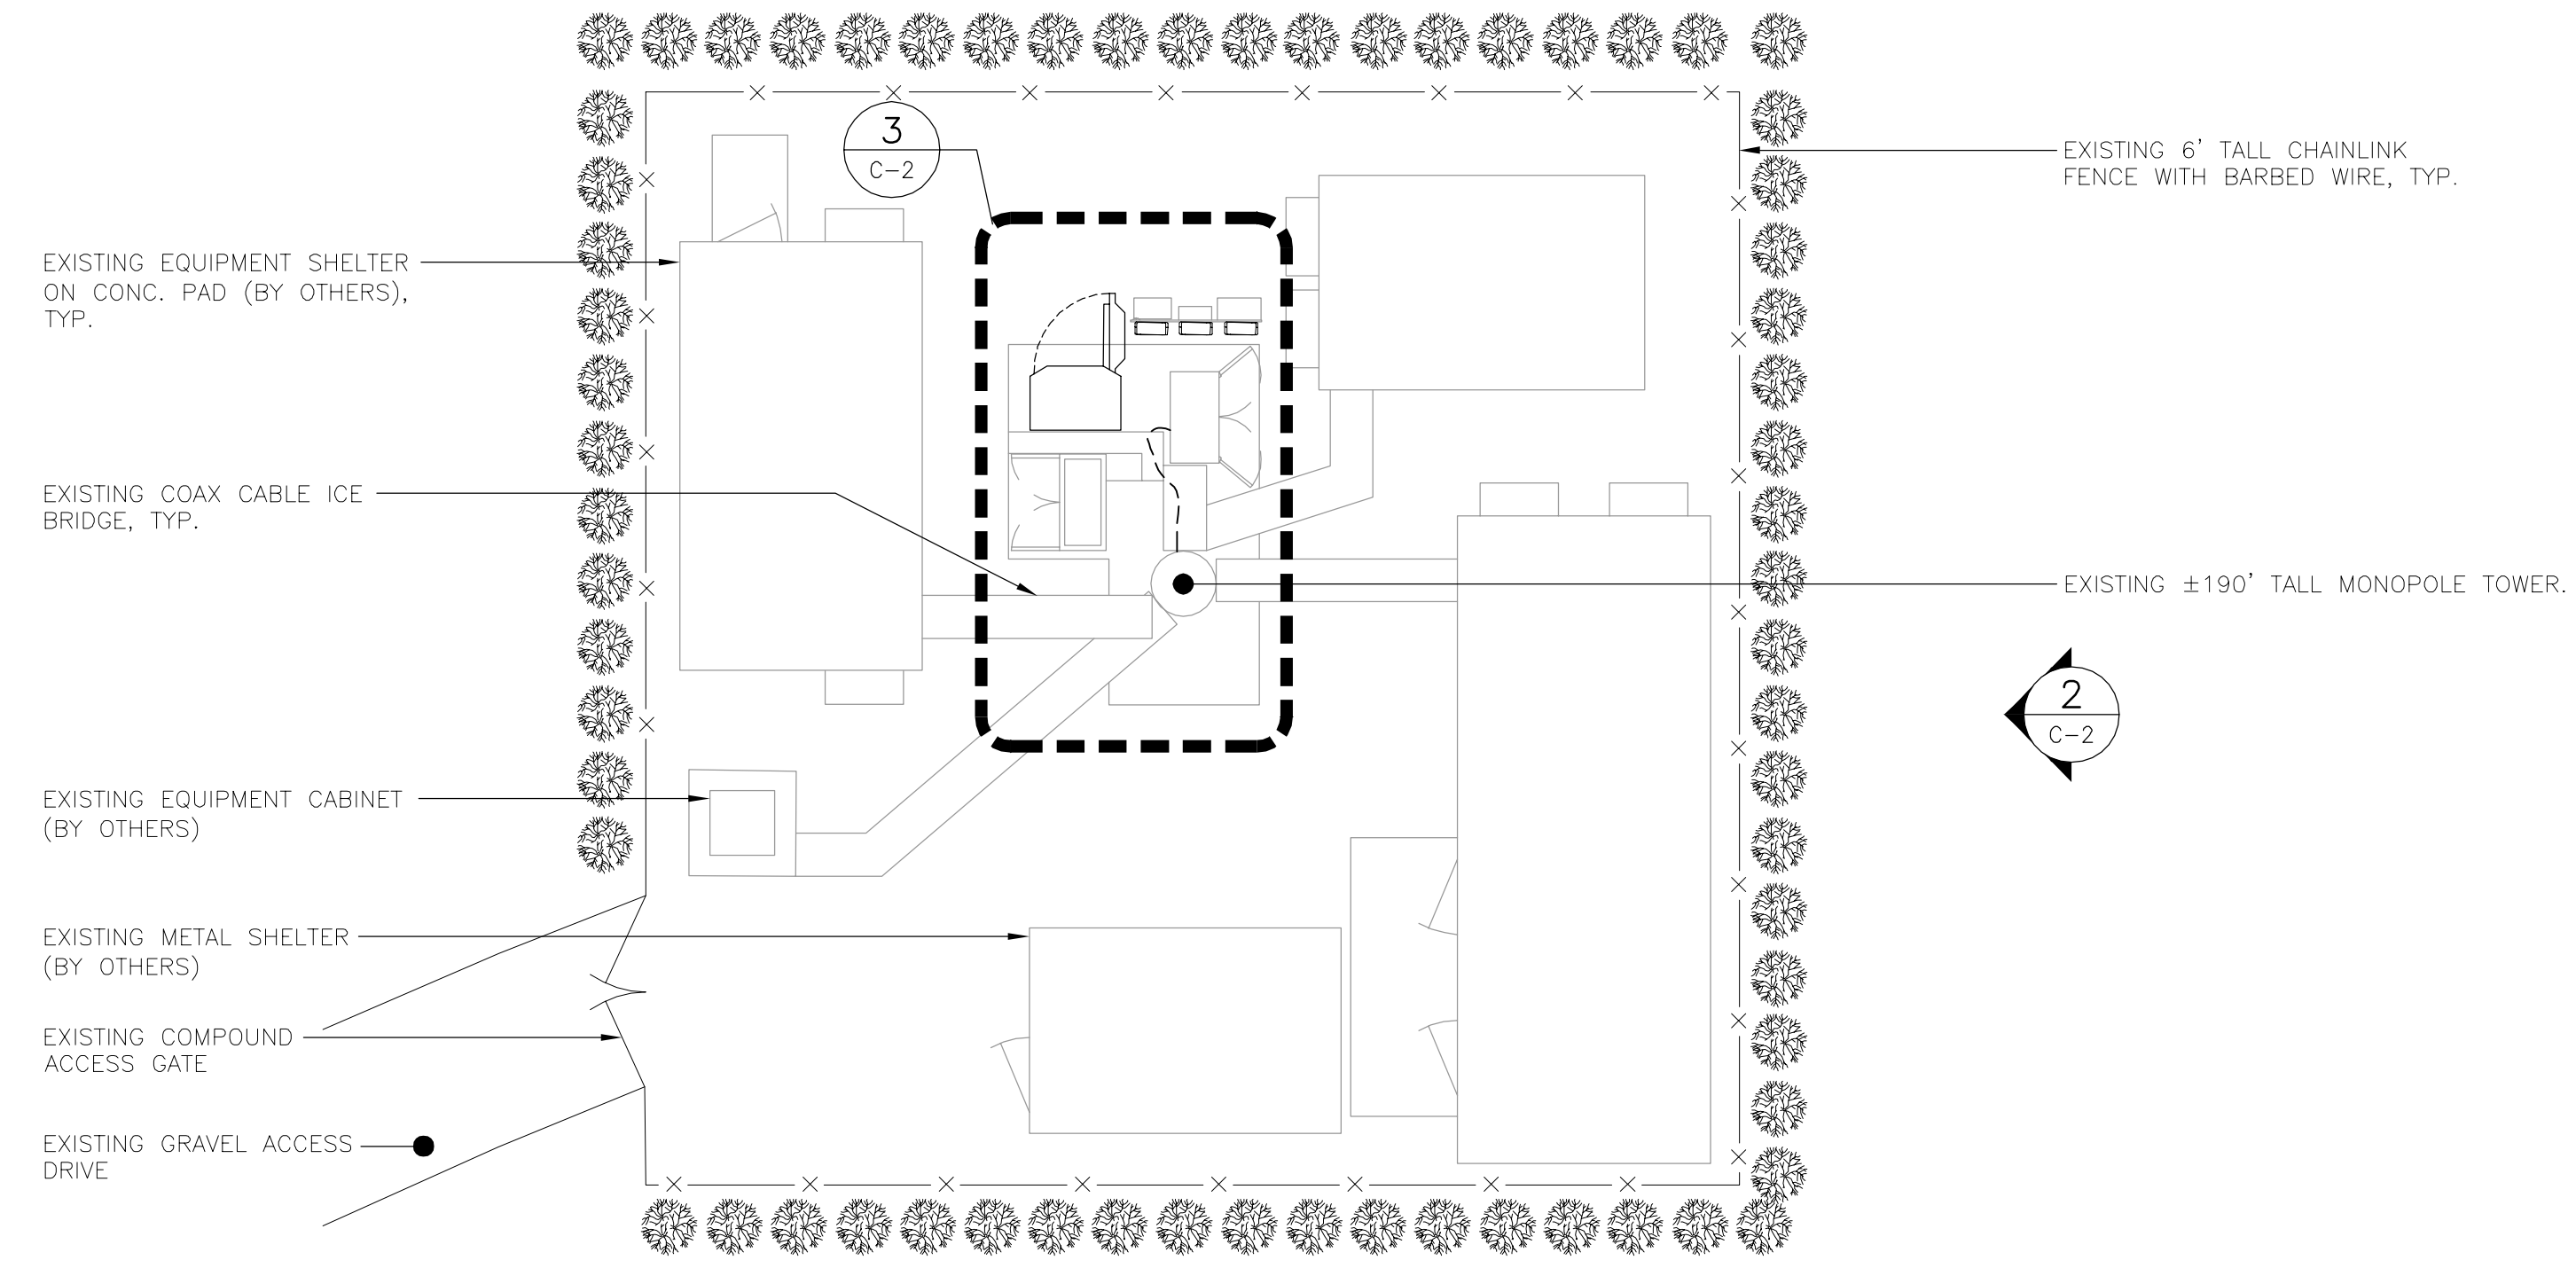 3
C-2
EXISTING 6' TALL CHAINLINK
FENCE WITH BARBED WIRE, TYP.
EXISTING EQUIPMENT SHELTER
ON CONC. PAD (BY OTHERS),
TYP.
EXISTING COAX CABLE ICE
BRIDGE, TYP.
EXISTING ±190' TALL MONOPOLE TOWER.
2
C-2
EXISTING EQUIPMENT CABINET
(BY OTHERS)
EXISTING METAL SHELTER
(BY OTHERS)
EXISTING COMPOUND
ACCESS GATE
EXISTING GRAVEL ACCESS
DRIVE